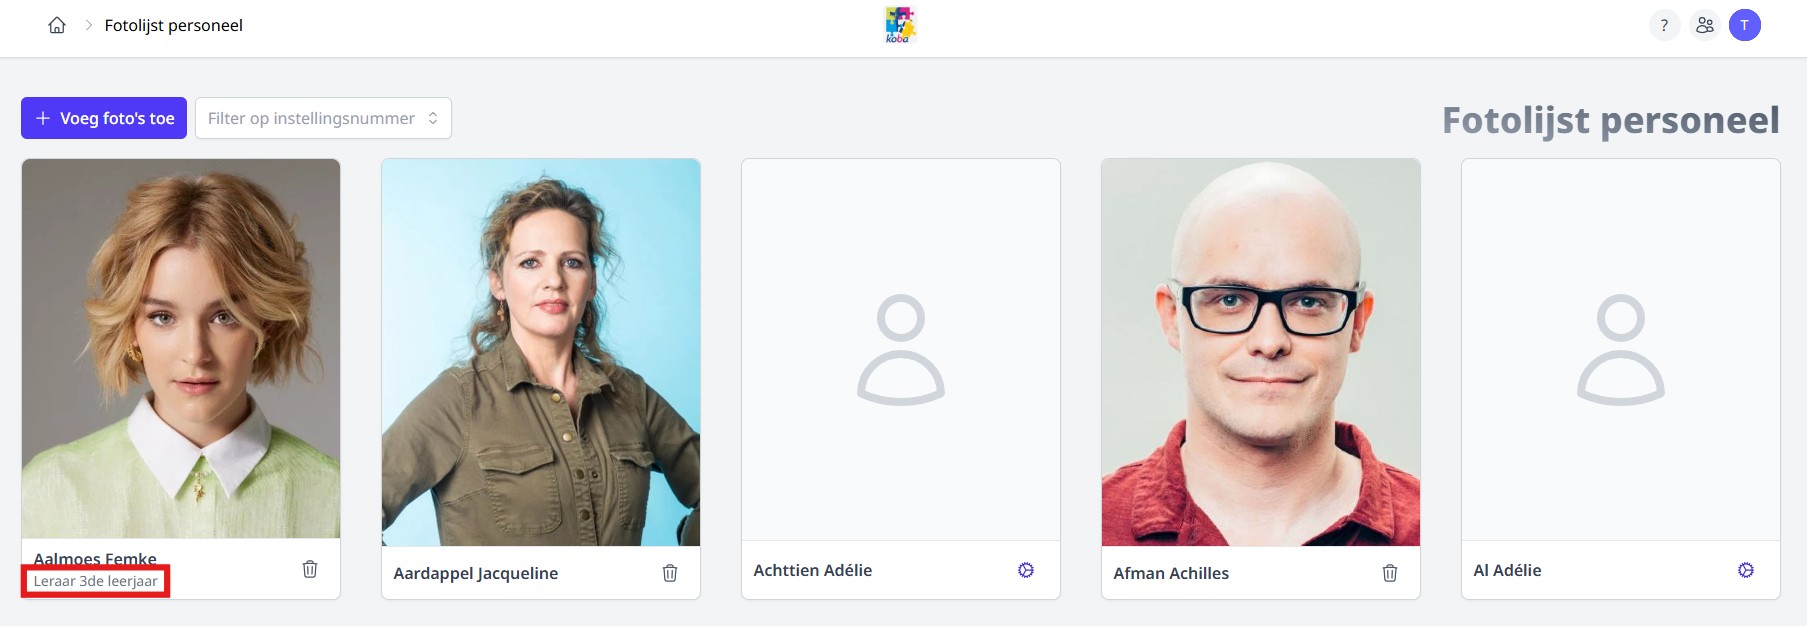 Fotolijst personeel
koba
?
T
+ Voeg foto's toe
Filter op instellingsnummer
Fotolijst personeel
Aalmoes Femke
Leraar 3de leerjaar
Aardappel Jacqueline
Achttien Adélie
Afman Achilles
Al Adélie